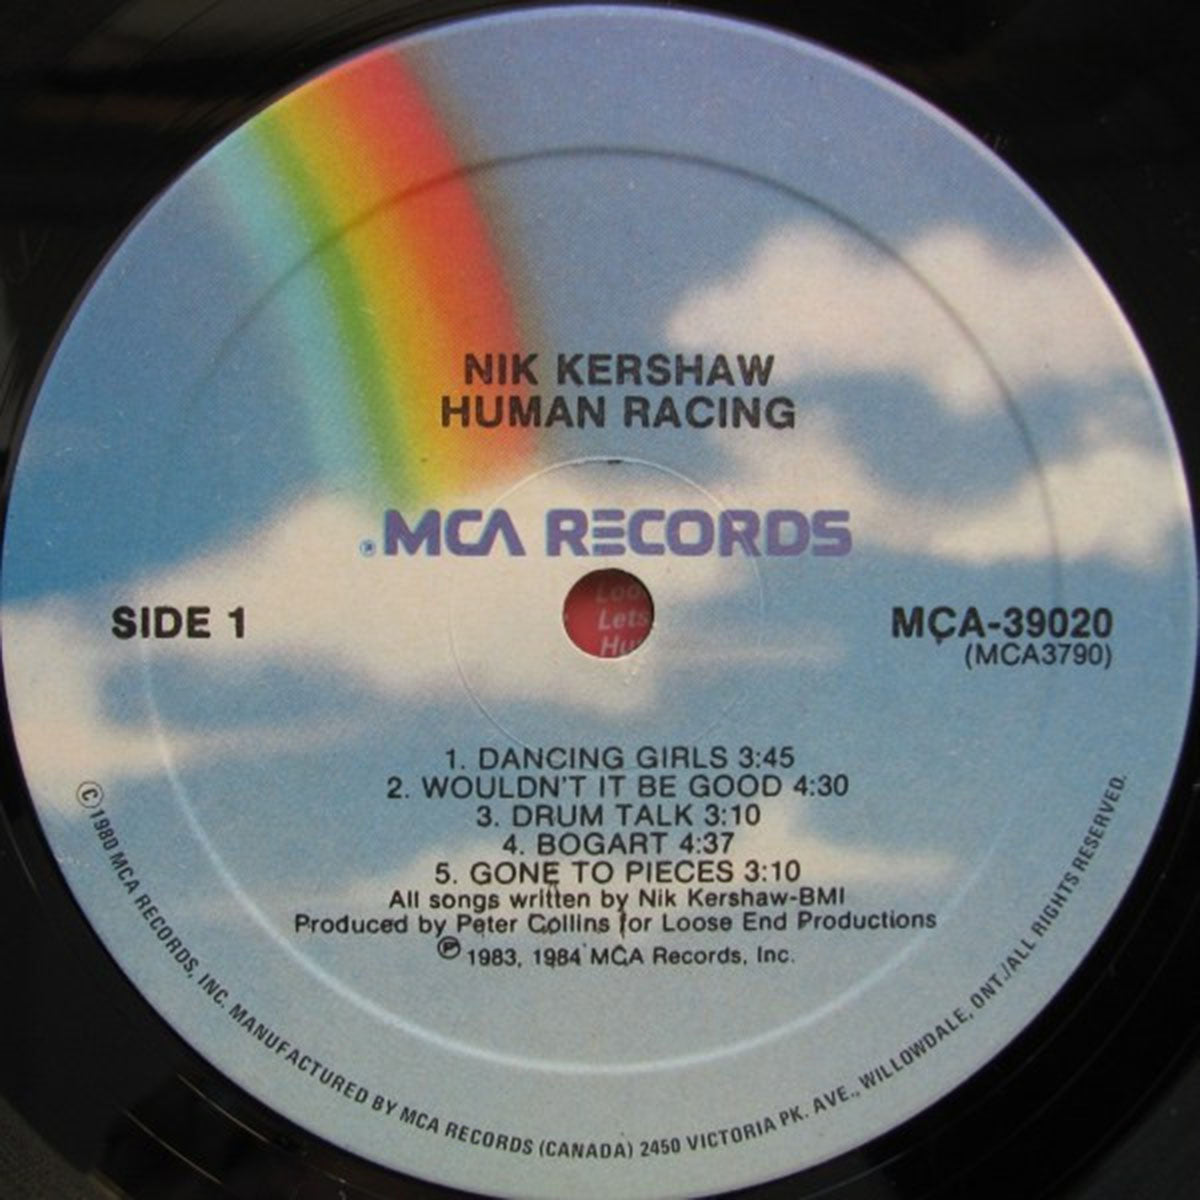 NIK KERSHAW
HUMAN RACING
® MCA RECORDS
Lets
SIDE 1
MCA-39020
(MCA3790)
1. DANCING GIRLS 3:45
2. WOULDN'T IT BE GOOD 4:30
3. DRUM TALK 3:10
4. BOGART 4:37
5. GONE TO PIECES 3:10
All songs written by Nik Kershaw-BMI
Produced by Peter Collins for Loose End Productions
℗ 1983, 1984 MCA Records, Inc.
©1980 MCA RECORDS, INC. MANUFACTURED BY MCA RECORDS (CANADA) 2450 VICTORIA PK. AVE., WILLOWDALE, ONT./ALL RIGHTS RESERVED.